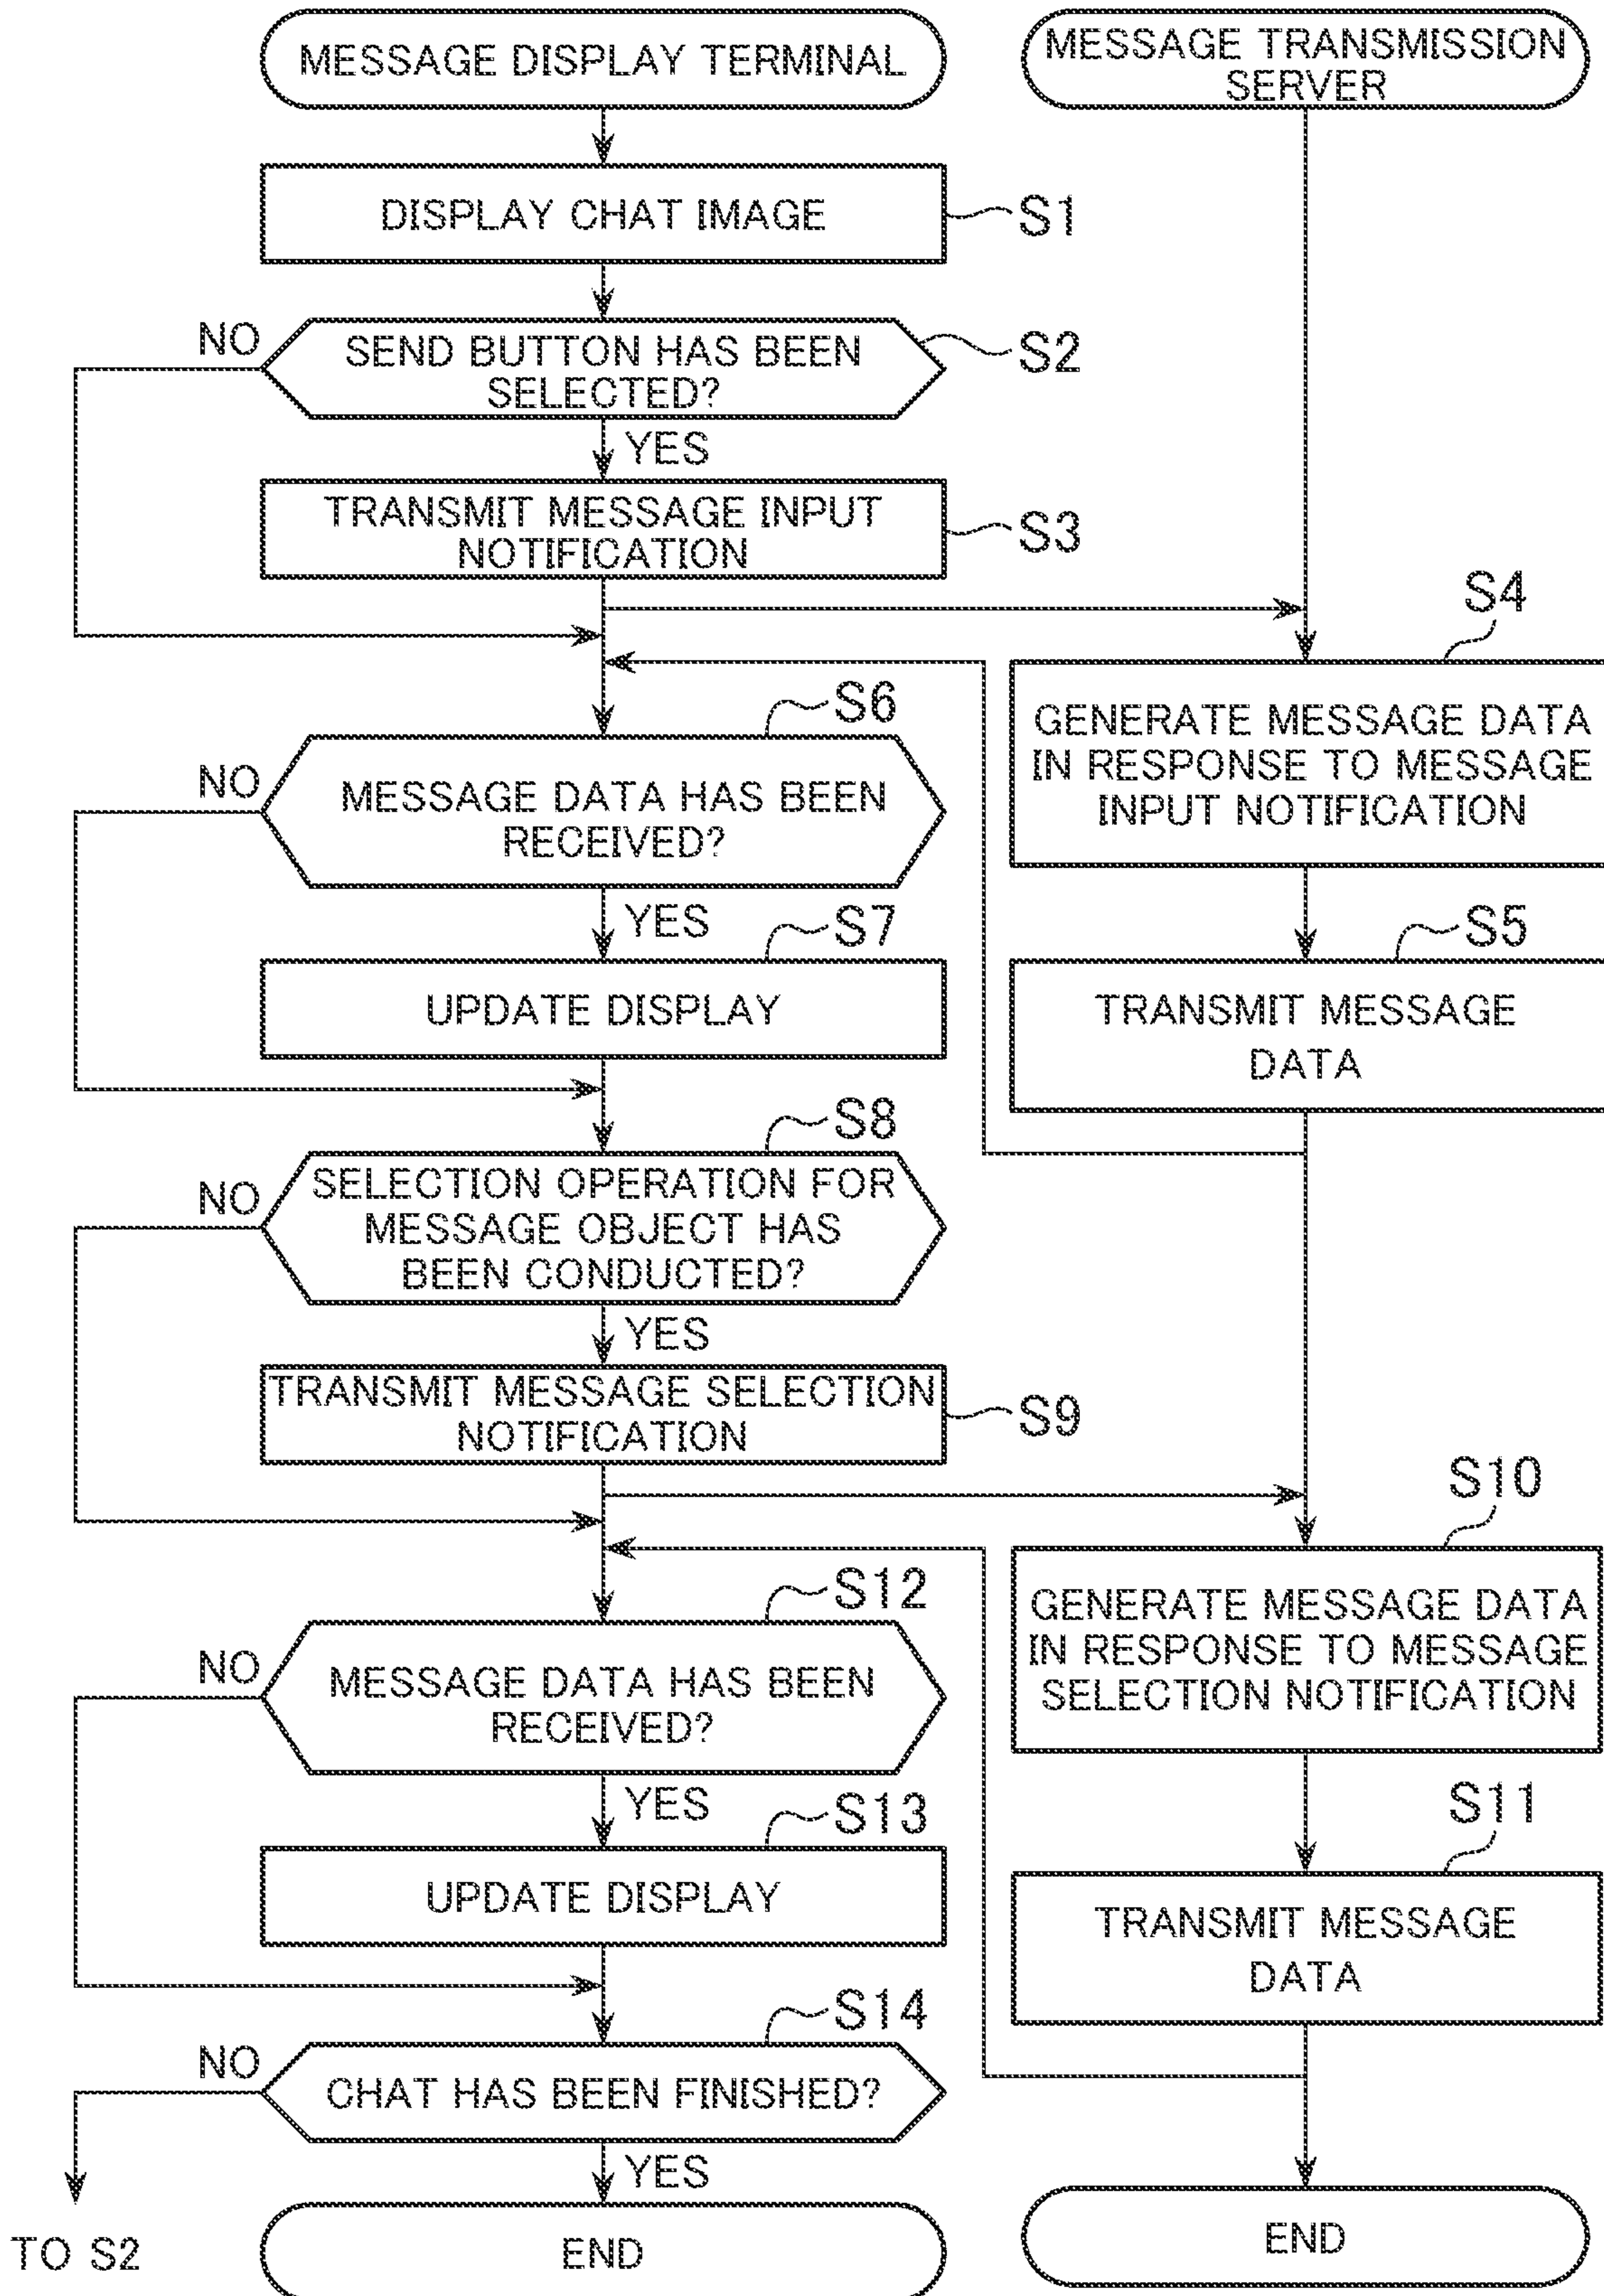 MESSAGE DISPLAY TERMINAL
MESSAGE TRANSMISSION
SERVER
DISPLAY CHAT IMAGE
S1
NO
SEND BUTTON HAS BEEN
SELECTED?
S2
YES
TRANSMIT MESSAGE INPUT
NOTIFICATION
S3
S4
GENERATE MESSAGE DATA
IN RESPONSE TO MESSAGE
INPUT NOTIFICATION
S6
NO
MESSAGE DATA HAS BEEN
RECEIVED?
YES
S7
S5
UPDATE DISPLAY
TRANSMIT MESSAGE
DATA
S8
NO
SELECTION OPERATION FOR
MESSAGE OBJECT HAS
BEEN CONDUCTED?
YES
TRANSMIT MESSAGE SELECTION
NOTIFICATION
S9
S10
GENERATE MESSAGE DATA
IN RESPONSE TO MESSAGE
SELECTION NOTIFICATION
S12
NO
MESSAGE DATA HAS BEEN
RECEIVED?
YES
S13
S11
UPDATE DISPLAY
TRANSMIT MESSAGE
DATA
S14
NO
CHAT HAS BEEN FINISHED?
YES
TO S2
END
END